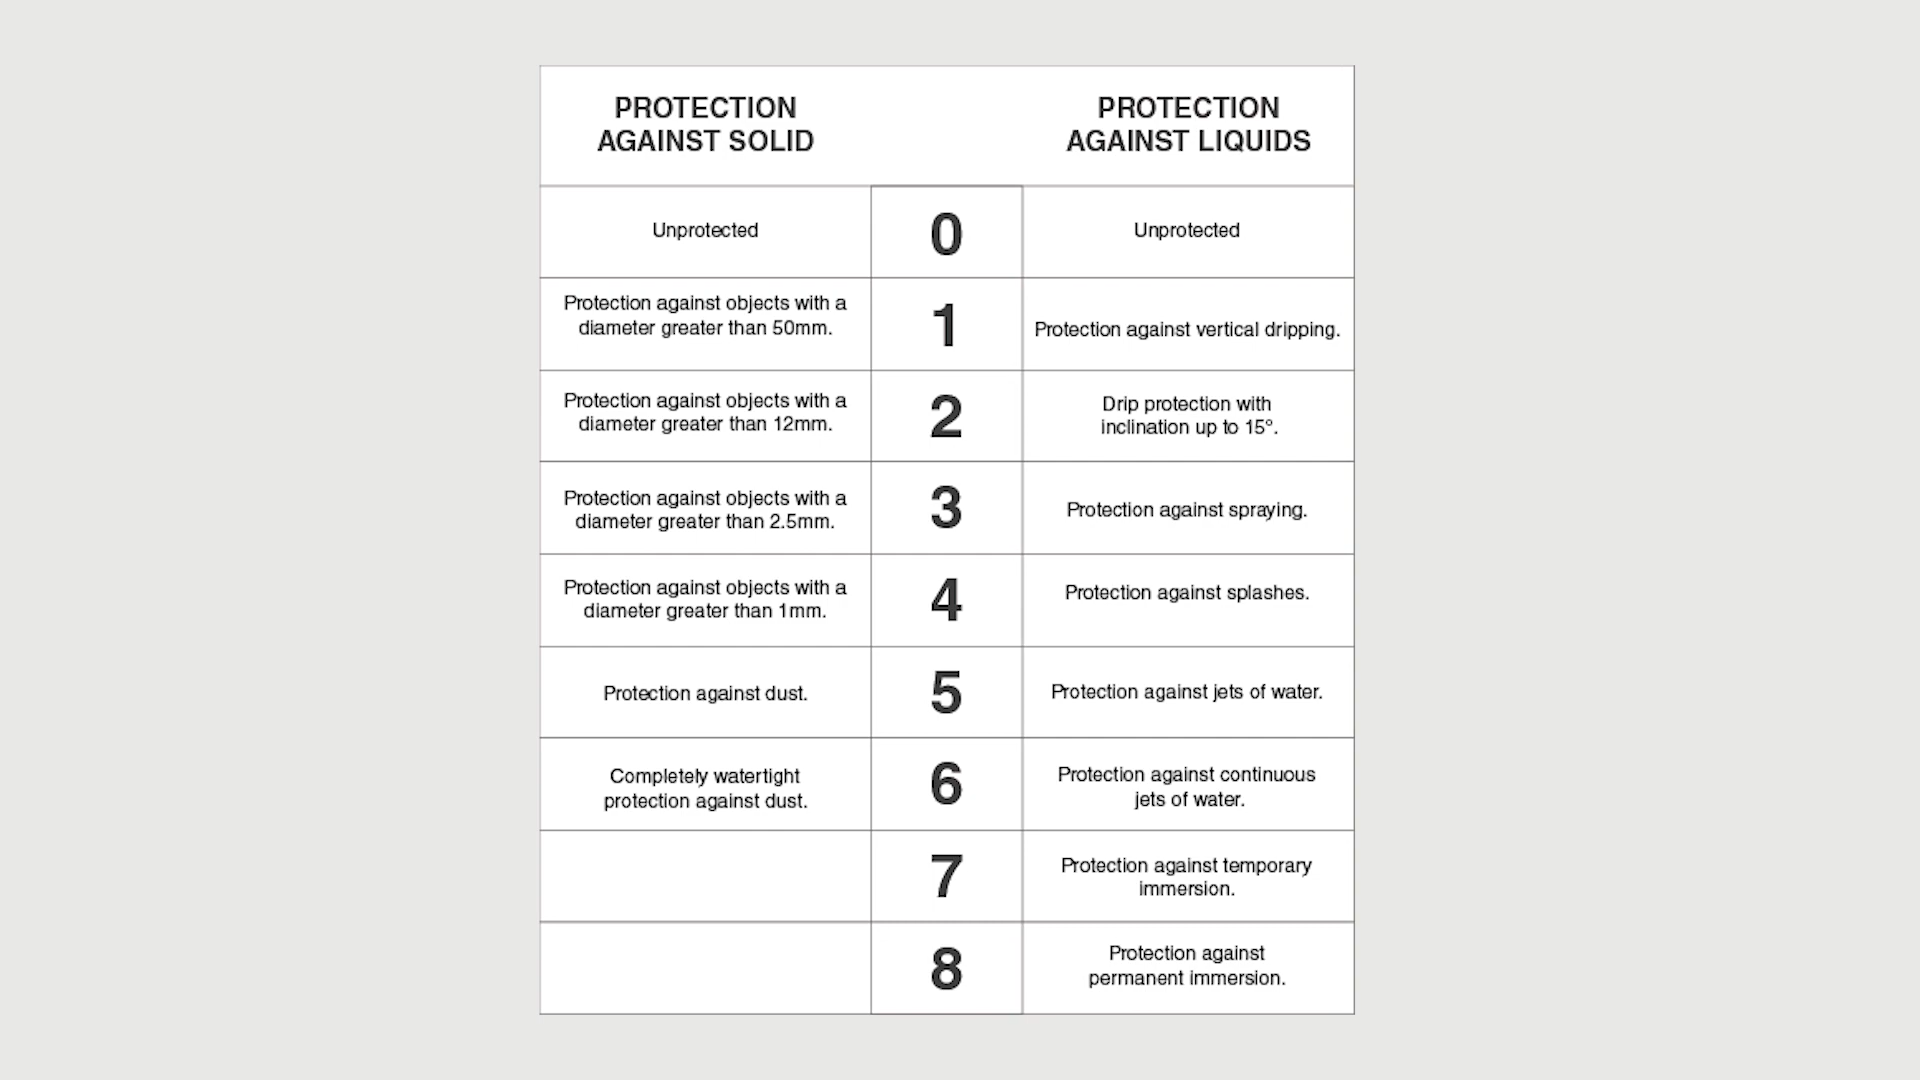 PROTECTION
AGAINST SOLID
PROTECTION
AGAINST LIQUIDS
Unprotected
0
Unprotected
Protection against objects with a
diameter greater than 50mm.
1
Protection against vertical dripping.
Protection against objects with a
diameter greater than 12mm.
2
Drip protection with
inclination up to 15°.
Protection against objects with a
diameter greater than 2.5mm.
3
Protection against spraying.
Protection against objects with a
diameter greater than 1mm.
4
Protection against splashes.
Protection against dust.
5
Protection against jets of water.
Completely watertight
protection against dust.
6
Protection against continuous
jets of water.
7
Protection against temporary
immersion.
8
Protection against
permanent immersion.